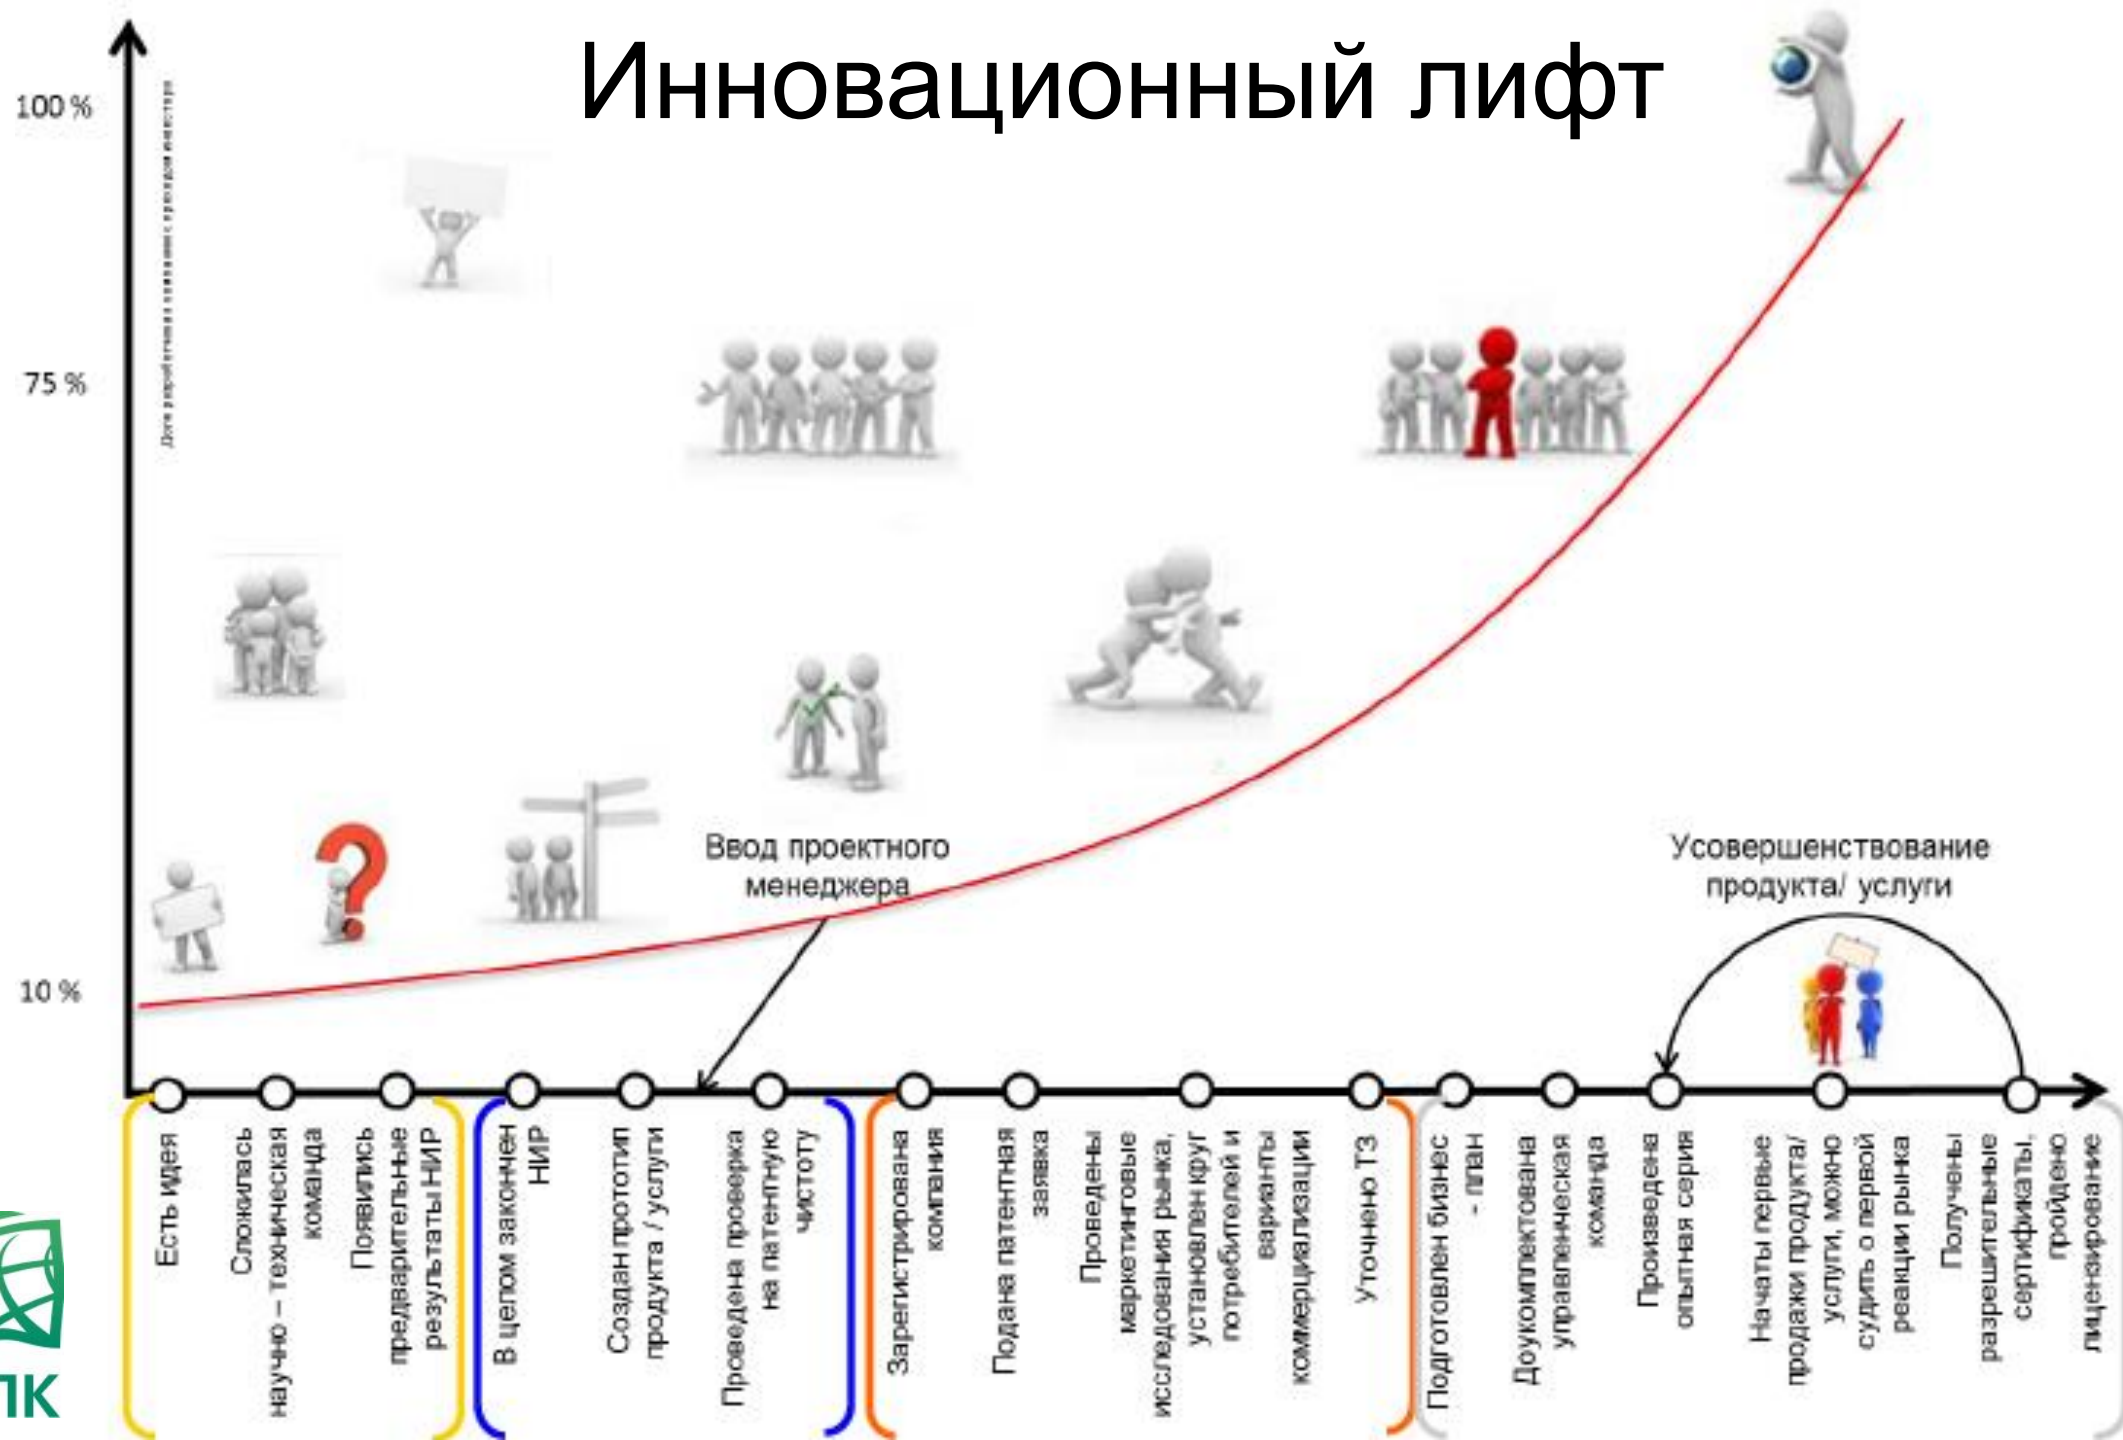 Инновационный лифт
100 %
75 %
10 %
Ввод проектного
менеджера
Усовершенствование
продукта/ услуги
Есть идея
Сложилась
научно – техническая
команда
Появились
предварительные
результаты НИР
В целом закончен
НИР
Создан прототип
продукта / услуги
Проведена проверка
на патентную
чистоту
Зарегистрирована
компания
Подана патентная
заявка
Проведены
маркетинговые
исследования рынка,
установлен круг
потребителей и
варианты
коммерциализации
Уточнено ТЗ
Подготовлен бизнес
- план
Доукомплектована
управленческая
команда
Произведена
опытная серия
Начаты первые
продажи продукта/
услуги, можно
судить о первой
реакции рынка
Получены
разрешительные
сертификаты,
пройдено
лицензирование
ПК